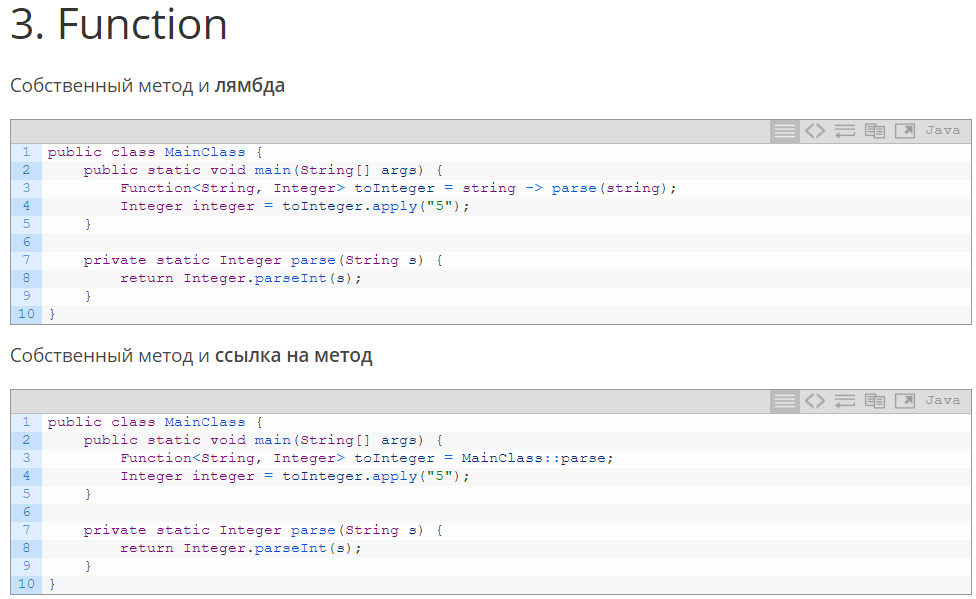 3. Function
Собственный метод и лямбда
Java
1 public class MainClass {
2     public static void main(String[] args) {
3         Function<String, Integer> toInteger = string -> parse(string);
4         Integer integer = toInteger.apply("5");
5     }
6
7     private static Integer parse(String s) {
8         return Integer.parseInt(s);
9     }
10 }
Собственный метод и ссылка на метод
Java
1 public class MainClass {
2     public static void main(String[] args) {
3         Function<String, Integer> toInteger = MainClass::parse;
4         Integer integer = toInteger.apply("5");
5     }
6
7     private static Integer parse(String s) {
8         return Integer.parseInt(s);
9     }
10 }